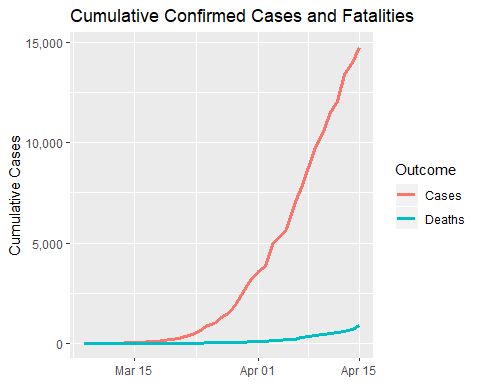 Cumulative Confirmed Cases and Fatalities
15,000
10,000
5,000
0
Cumulative Cases
Mar 15
Apr 01
Apr 15
Outcome
Cases
Deaths